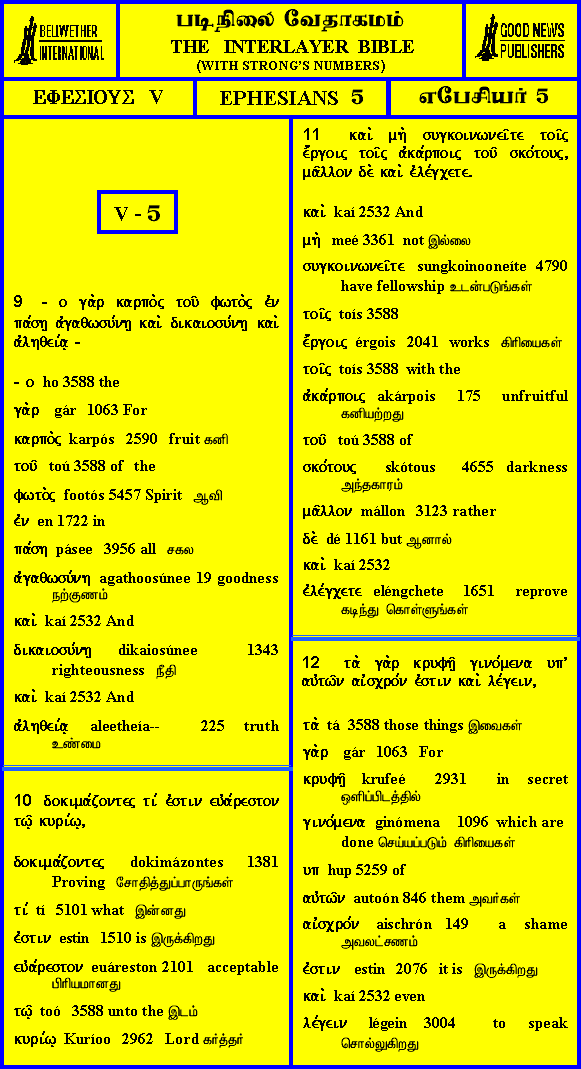 BELLWETHER
INTERNATIONAL
படிநிலை வேதாகமம்
THE INTERLAYER BIBLE
(WITH STRONG'S NUMBERS)
GOOD NEWS
PUBLISHERS
ΕΦΕΣΙΟΥΣ V
EPHESIANS 5
எபேசியர் 5
V - 5
9 - ο γὰρ καρπὸς τοῦ φωτὸς ἐν
πάσῃ ἀγαθωσύνῃ καὶ δικαιοσύνῃ καὶ
ἀληθείᾳ -
- ο ho 3588 the
γὰρ gár 1063 For
καρπὸς karpós 2590 fruit கனி
τοῦ toú 3588 of the
φωτὸς footós 5457 Spirit ஆவி
ἐν en 1722 in
πάσῃ pásee 3956 all சகல
ἀγαθωσύνῃ agathoosúnee 19 goodness
நற்குணம்
καὶ kaí 2532 And
δικαιοσύνῃ dikaiosúnee 1343
righteousness நீதி
καὶ kaí 2532 And
ἀληθείᾳ aleetheía-- 225 truth
உண்மை
10 δοκιμάζοντες τί ἐστιν εὐάρεστον
τῶ κυρίῳ,
δοκιμάζοντες dokimázontes 1381
Proving சோதித்துப்பாருங்கள்
τί tí 5101 what இன்னது
ἐστιν estin 1510 is இருக்கிறது
εὐάρεστον euáreston 2101 acceptable
பிரியமானது
τῶ toó 3588 unto the இடம்
κυρίῳ Kuríoo 2962 Lord கர்த்தர்
11 καὶ μὴ συγκοινωνεῖτε τοῖς
ἔργοις τοῖς ἀκάρποις τοῦ σκότους,
μᾶλλον δὲ καὶ ἐλέγχετε.
καὶ kaí 2532 And
μὴ meé 3361 not இல்லை
συγκοινωνεῖτε sungkoinooneíte 4790
have fellowship உடன்படுங்கள்
τοῖς toís 3588
ἔργοις érgois 2041 works கிரியைகள்
τοῖς toís 3588 with the
ἀκάρποις akárpois 175 unfruitful
கனியற்றது
τοῦ toú 3588 of
σκότους skótous 4655 darkness
அந்தகாரம்
μᾶλλον mállon 3123 rather
δὲ dé 1161 but ஆனால்
καὶ kaí 2532
ἐλέγχετε eléngchete 1651 reprove
கடிந்து கொள்ளுங்கள்
12 τὰ γὰρ κρυφῇ γινόμενα υπ'
αὐτῶν αἰσχρόν ἐστιν καὶ λέγειν,
τὰ tá 3588 those things இவைகள்
γὰρ gár 1063 For
κρυφῇ krufeé 2931 in secret
ஒளிப்பிடத்தில்
γινόμενα ginómena 1096 which are
done செய்யப்படும் கிரியைகள்
υπ hup 5259 of
αὐτῶν autoón 846 them அவர்கள்
αἰσχρόν aischrón 149 a shame
அவலட்சணம்
ἐστιν estin 2076 it is இருக்கிறது
καὶ kaí 2532 even
λέγειν légein 3004 to speak
சொல்லுகிறது